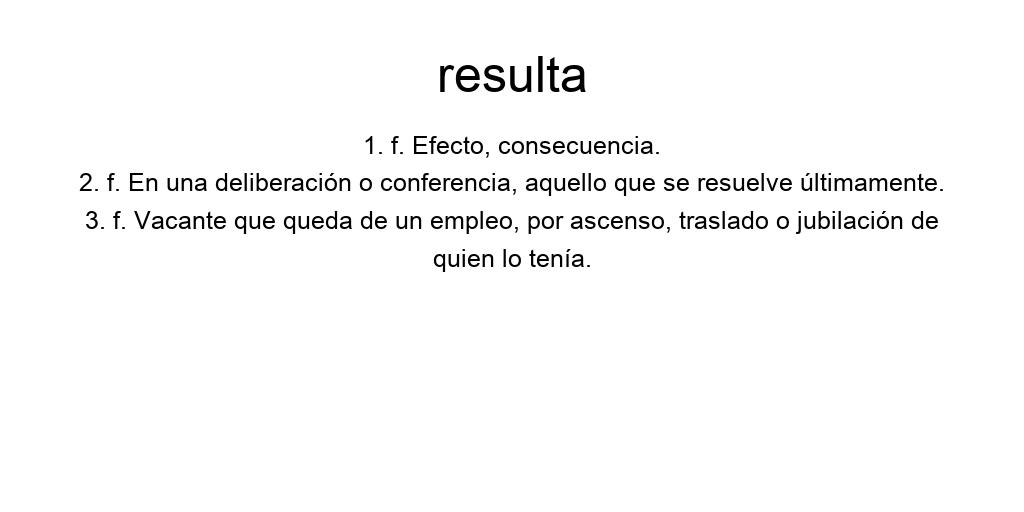 resulta
1. f. Efecto, consecuencia.
2. f. En una deliberación o conferencia, aquello que se resuelve últimamente.
3. f. Vacante que queda de un empleo, por ascenso, traslado o jubilación de
quien lo tenía.